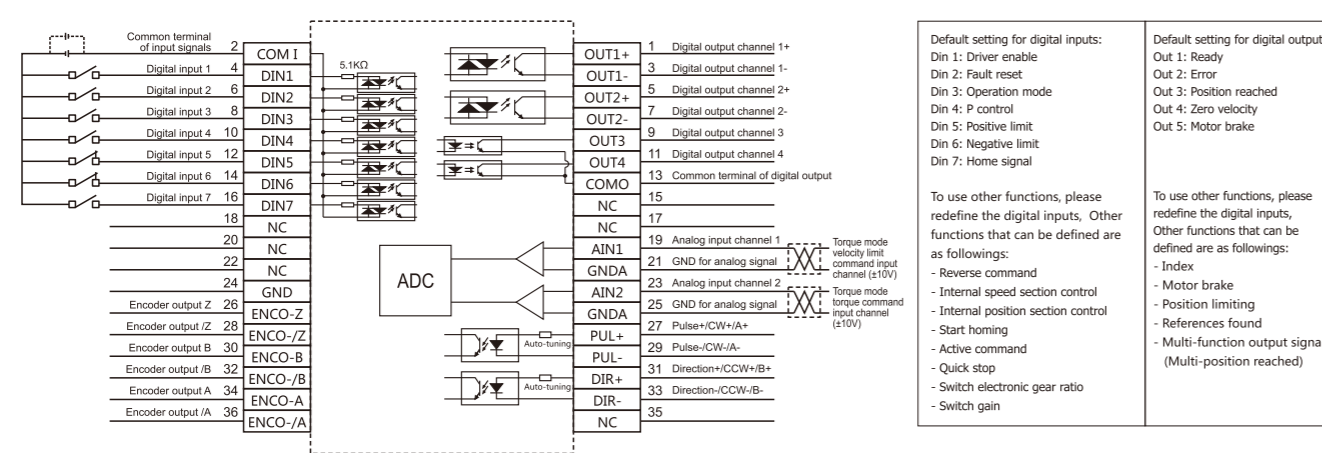 Common terminal
of input signals 2 COM I
Digital input 1 4 DIN1
Digital input 2 6 DIN2
Digital input 3 8 DIN3
Digital input 4 10 DIN4
Digital input 5 12 DIN5
Digital input 6 14 DIN6
Digital input 7 16 DIN7
18 NC
20 NC
22 NC
24 GND
Encoder output Z 26 ENCO-Z
Encoder output /Z 28 ENCO-/Z
Encoder output B 30 ENCO-B
Encoder output /B 32 ENCO-/B
Encoder output A 34 ENCO-A
Encoder output /A 36 ENCO-/A
5.1KΩ
ADC
Auto-tuning
Auto-tuning
OUT1+ 1 Digital output channel 1+
OUT1- 3 Digital output channel 1-
OUT2+ 5 Digital output channel 2+
OUT2- 7 Digital output channel 2-
OUT3 9 Digital output channel 3
OUT4 11 Digital output channel 4
COMO 13 Common terminal of digital output
NC 15
NC 17
AIN1 19 Analog input channel 1
GNDA 21 GND for analog signal
AIN2 23 Analog input channel 2
GNDA 25 GND for analog signal
PUL+ 27 Pulse+/CW+/A+
PUL- 29 Pulse-/CW-/A-
DIR+ 31 Direction+/CCW+/B+
DIR- 33 Direction-/CCW-/B-
NC 35
Torque mode
velocity limit
command input
channel (±10V)
Torque mode
torque command
input channel
(±10V)
Default setting for digital inputs:
Din 1: Driver enable
Din 2: Fault reset
Din 3: Operation mode
Din 4: P control
Din 5: Positive limit
Din 6: Negative limit
Din 7: Home signal
To use other functions, please
redefine the digital inputs, Other
functions that can be defined are
as followings:
- Reverse command
- Internal speed section control
- Internal position section control
- Start homing
- Active command
- Quick stop
- Switch electronic gear ratio
- Switch gain
Default setting for digital output
Out 1: Ready
Out 2: Error
Out 3: Position reached
Out 4: Zero velocity
Out 5: Motor brake
To use other functions, please
redefine the digital inputs,
Other functions that can be
defined are as followings:
- Index
- Motor brake
- Position limiting
- References found
- Multi-function output signa
(Multi-position reached)